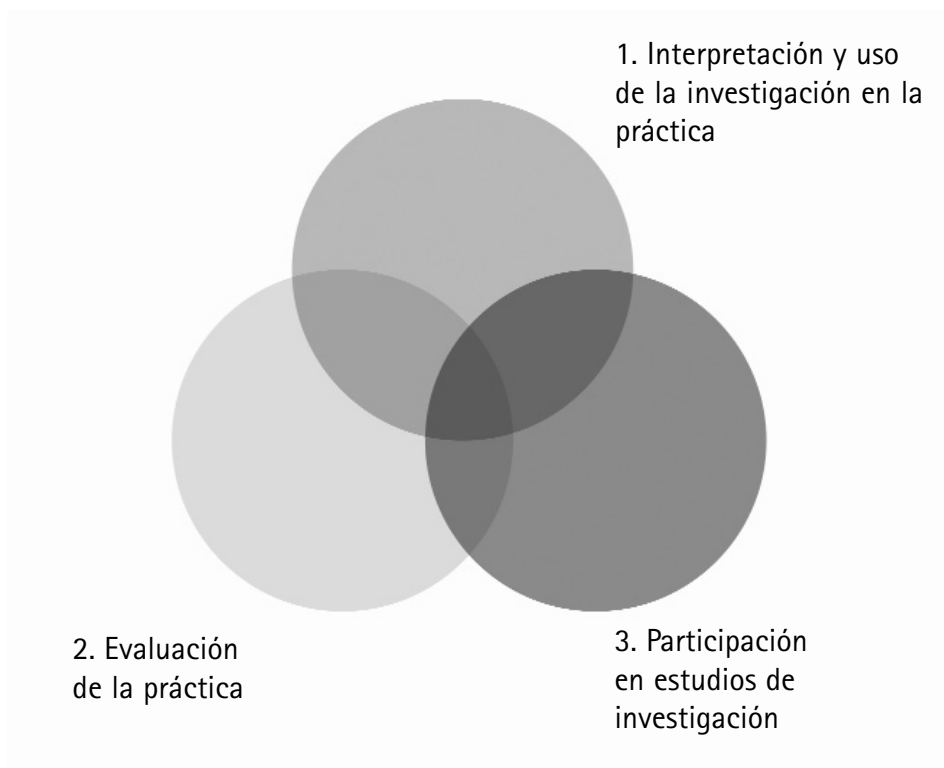 1. Interpretación y uso
de la investigación en la
práctica
2. Evaluación
de la práctica
3. Participación
en estudios de
investigación